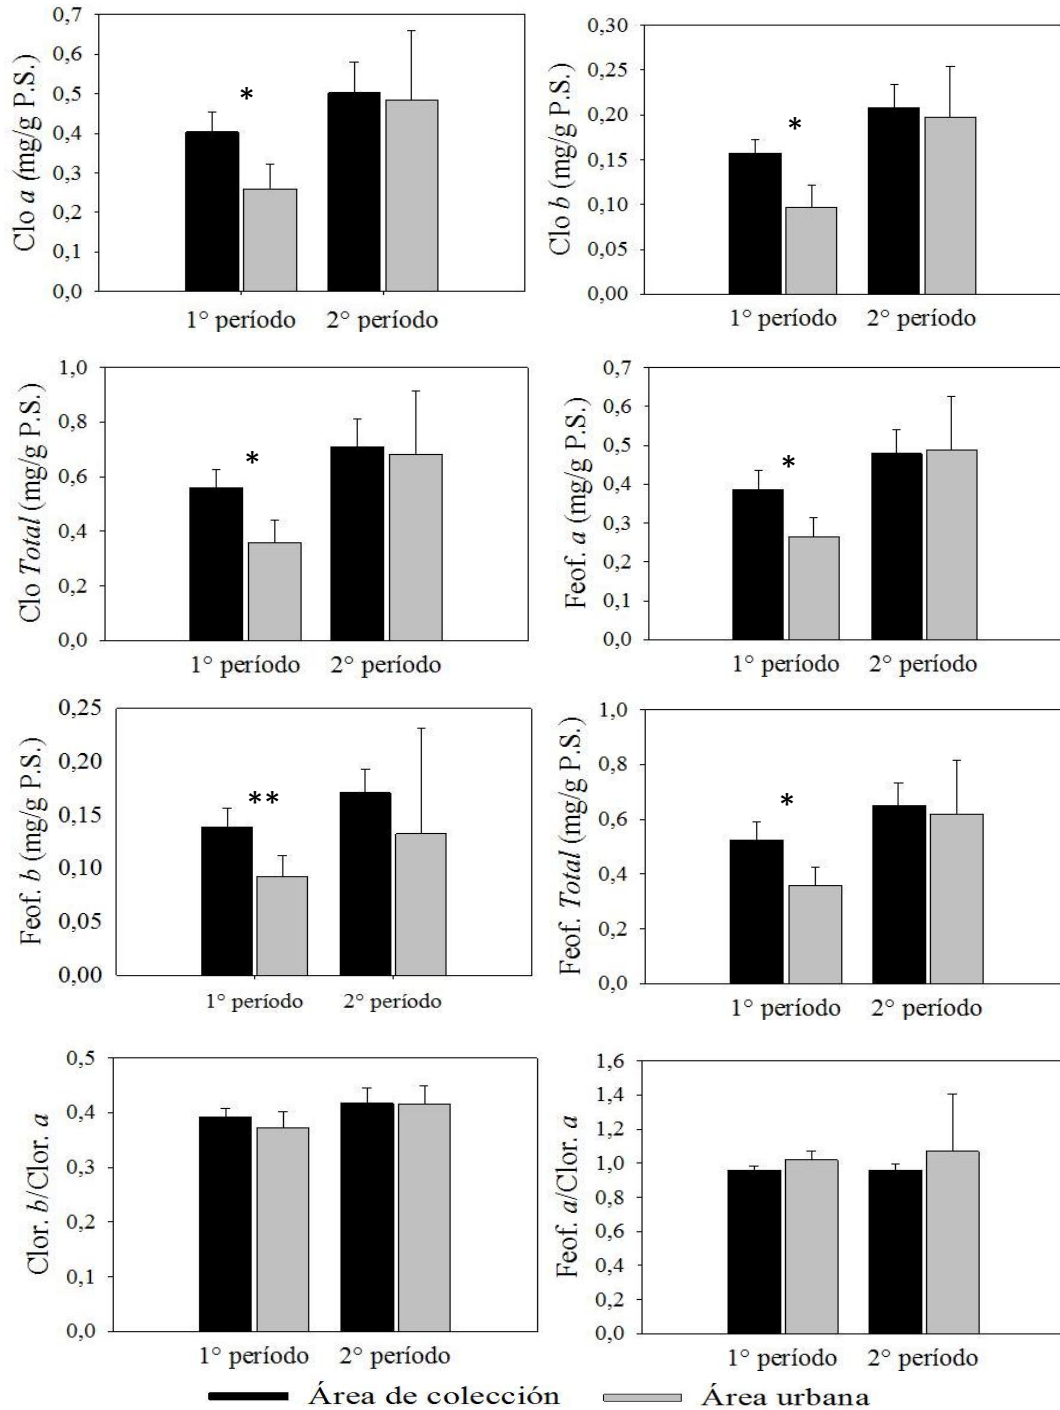 Clo a (mg/g P.S.)
0,7
0,6
0,5
0,4
0,3
0,2
0,1
0,0
*
1° período
2° período
Clo b (mg/g P.S.)
0,30
0,25
0,20
0,15
0,10
0,05
0,00
*
1° período
2° período
Clo Total (mg/g P.S.)
1,0
0,8
0,6
0,4
0,2
0,0
*
1° período
2° período
Feof. a (mg/g P.S.)
0,7
0,6
0,5
0,4
0,3
0,2
0,1
0,0
*
1° período
2° período
Feof. b (mg/g P.S.)
0,25
0,20
0,15
0,10
0,05
0,00
**
1° período
2° período
Feof. Total (mg/g P.S.)
1,0
0,8
0,6
0,4
0,2
0,0
*
1° período
2° período
Clor. b/Clor. a
0,5
0,4
0,3
0,2
0,1
0,0
1° período
2° período
Feof. a/Clor. a
1,6
1,4
1,2
1,0
0,8
0,6
0,4
0,2
0,0
1° período
2° período
Área de colección
Área urbana